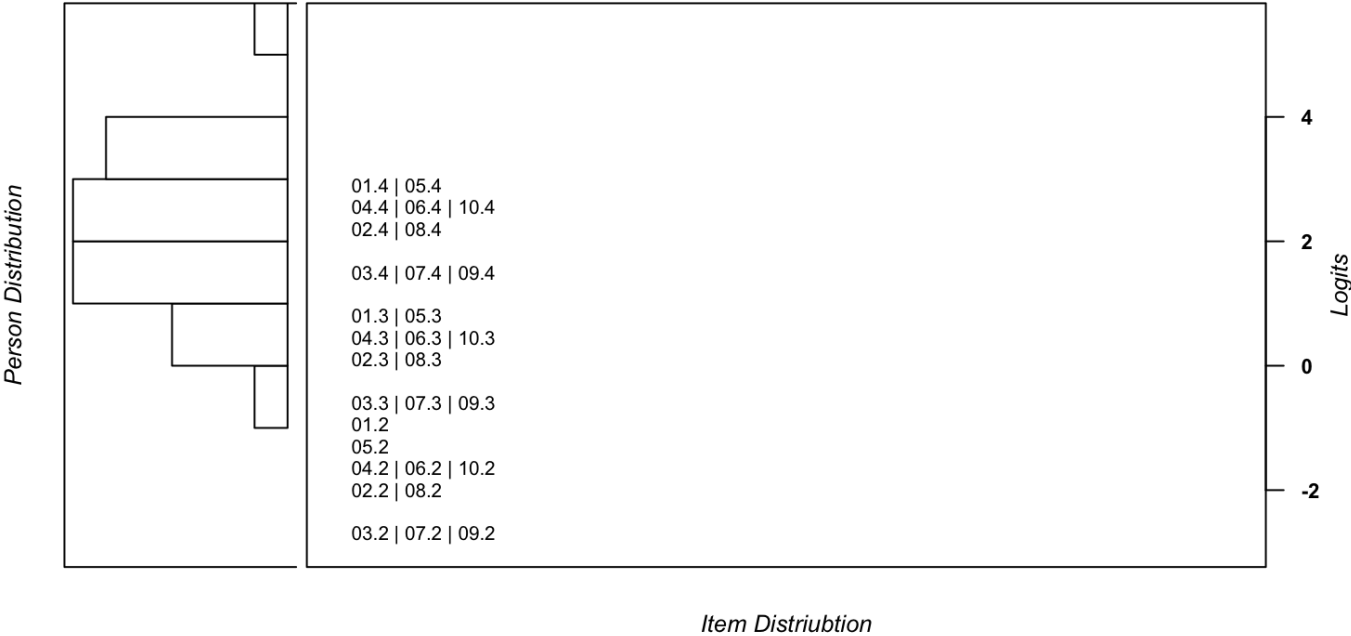 Person Distribution
01.4 | 05.4
04.4 | 06.4 | 10.4
02.4 | 08.4
03.4 | 07.4 | 09.4
01.3 | 05.3
04.3 | 06.3 | 10.3
02.3 | 08.3
03.3 | 07.3 | 09.3
01.2
05.2
04.2 | 06.2 | 10.2
02.2 | 08.2
03.2 | 07.2 | 09.2
4
2
0
-2
Logits
Item Distriubtion